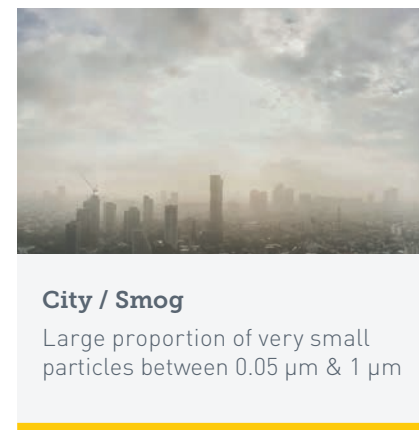 City / Smog
Large proportion of very small
particles between 0.05 µm & 1 µm